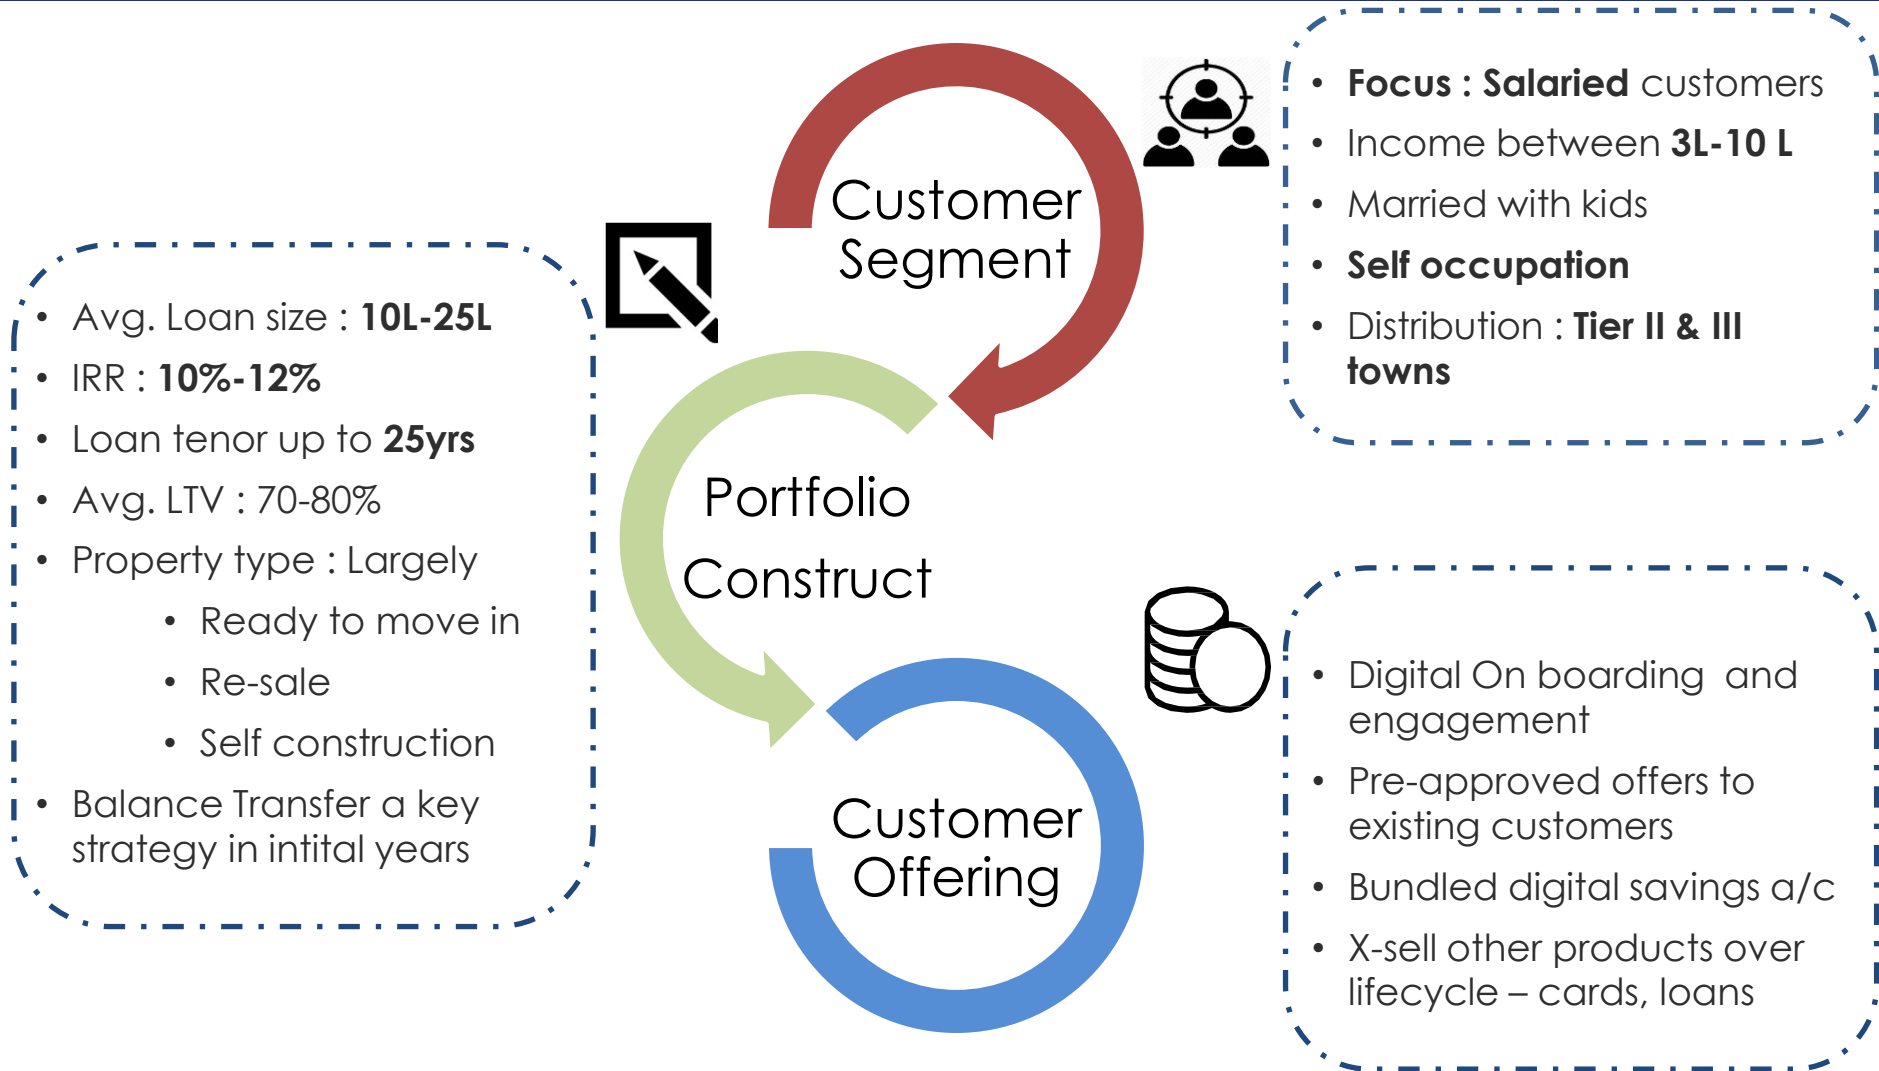 Customer
Segment
• Focus : Salaried customers
• Income between 3L-10 L
• Married with kids
• Self occupation
• Distribution : Tier II & III
towns
Portfolio
Construct
• Avg. Loan size : 10L-25L
• IRR : 10%-12%
• Loan tenor up to 25yrs
• Avg. LTV : 70-80%
• Property type : Largely
• Ready to move in
• Re-sale
• Self construction
• Balance Transfer a key
strategy in intital years
Customer
Offering
• Digital On boarding  and
engagement
• Pre-approved offers to
existing customers
• Bundled digital savings a/c
• X-sell other products over
lifecycle – cards, loans